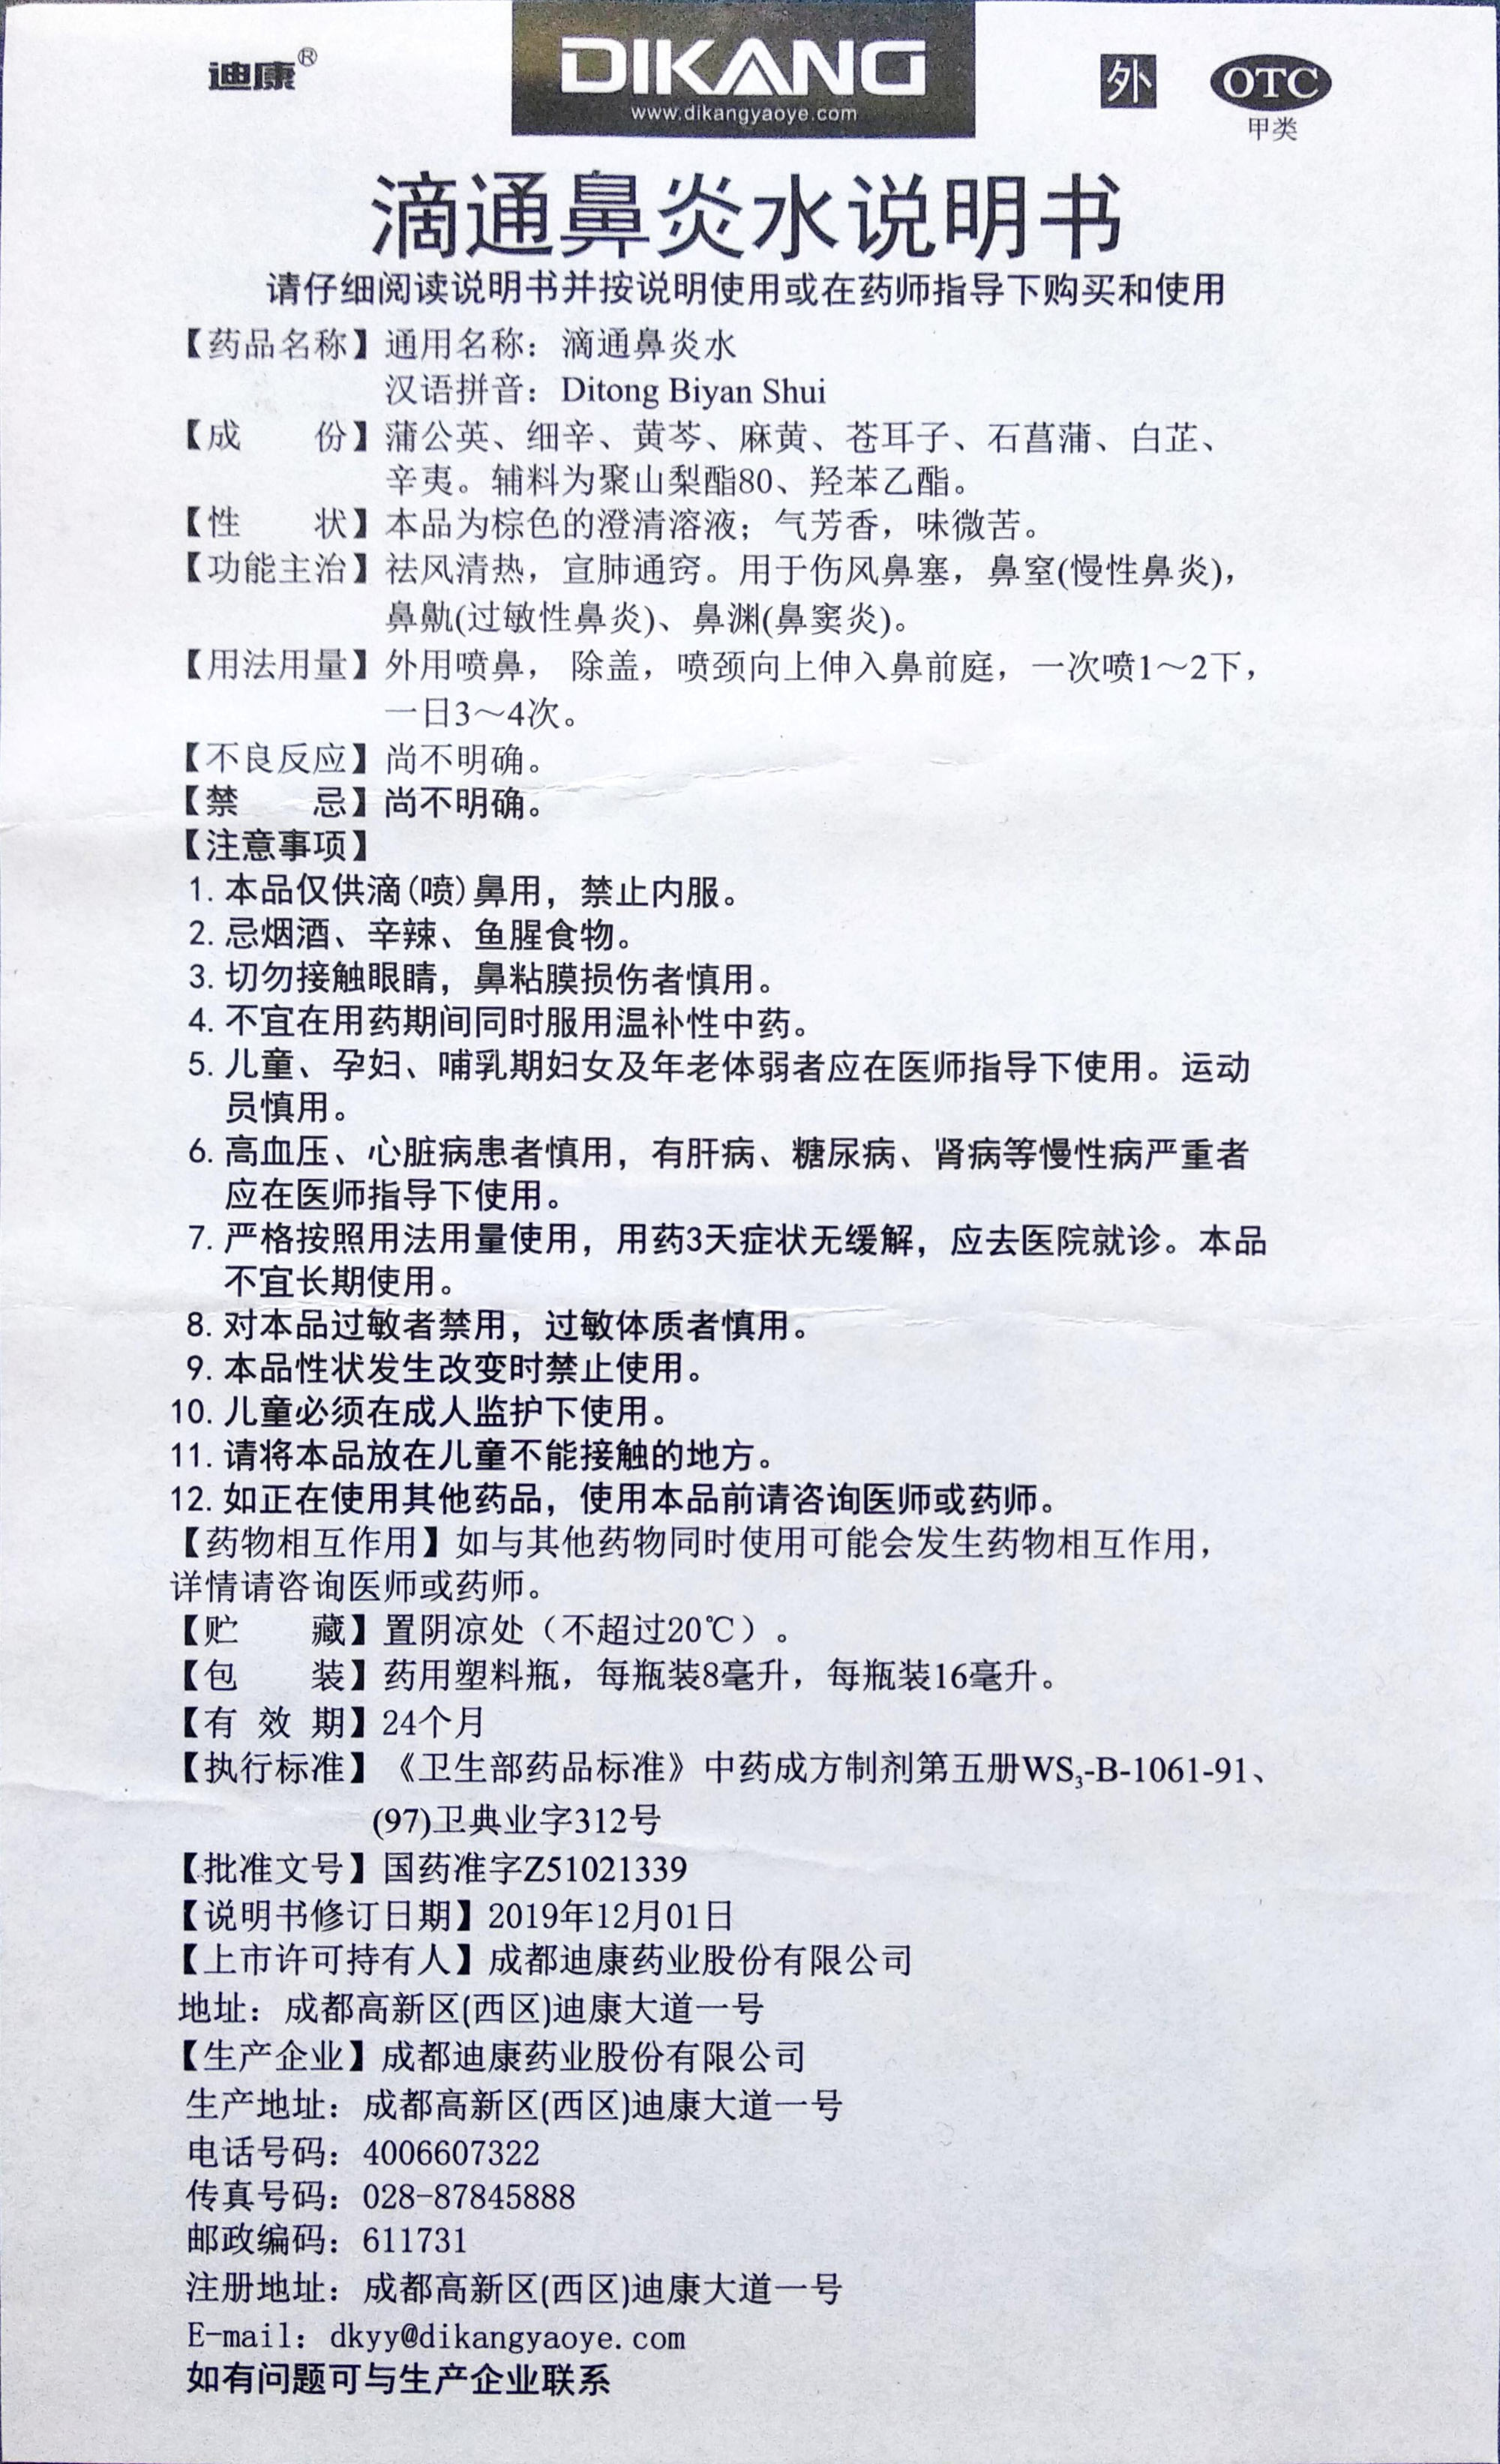 迪康®
DIKANG
www.dikangyaoye.com
外
OTC
甲类
滴通鼻炎水说明书
请仔细阅读说明书并按说明使用或在药师指导下购买和使用
【药品名称】通用名称：滴通鼻炎水
汉语拼音：Ditong Biyan Shui
【成 份】蒲公英、细辛、黄芩、麻黄、苍耳子、石菖蒲、白芷、
辛夷。辅料为聚山梨酯80、羟苯乙酯。
【性 状】本品为棕色的澄清溶液；气芳香，味微苦。
【功能主治】祛风清热，宣肺通窍。用于伤风鼻塞，鼻窒(慢性鼻炎)，
鼻鼽(过敏性鼻炎)、鼻渊(鼻窦炎)。
【用法用量】外用喷鼻， 除盖，喷颈向上伸入鼻前庭，一次喷1～2下，
一日3～4次。
【不良反应】尚不明确。
【禁 忌】尚不明确。
【注意事项】
1. 本品仅供滴(喷)鼻用，禁止内服。
2. 忌烟酒、辛辣、鱼腥食物。
3. 切勿接触眼睛，鼻粘膜损伤者慎用。
4. 不宜在用药期间同时服用温补性中药。
5. 儿童、孕妇、哺乳期妇女及年老体弱者应在医师指导下使用。运动
员慎用。
6. 高血压、心脏病患者慎用，有肝病、糖尿病、肾病等慢性病严重者
应在医师指导下使用。
7. 严格按照用法用量使用，用药3天症状无缓解，应去医院就诊。本品
不宜长期使用。
8. 对本品过敏者禁用，过敏体质者慎用。
9. 本品性状发生改变时禁止使用。
10. 儿童必须在成人监护下使用。
11. 请将本品放在儿童不能接触的地方。
12. 如正在使用其他药品，使用本品前请咨询医师或药师。
【药物相互作用】如与其他药物同时使用可能会发生药物相互作用，
详情请咨询医师或药师。
【贮 藏】置阴凉处（不超过20℃）。
【包 装】药用塑料瓶，每瓶装8毫升，每瓶装16毫升。
【有 效 期】24个月
【执行标准】《卫生部药品标准》中药成方制剂第五册WS₃-B-1061-91、
(97)卫典业字312号
【批准文号】国药准字Z51021339
【说明书修订日期】2019年12月01日
【上市许可持有人】成都迪康药业股份有限公司
地址：成都高新区(西区)迪康大道一号
【生产企业】成都迪康药业股份有限公司
生产地址：成都高新区(西区)迪康大道一号
电话号码：4006607322
传真号码：028-87845888
邮政编码：611731
注册地址：成都高新区(西区)迪康大道一号
E-mail：dkyy@dikangyaoye.com
如有问题可与生产企业联系